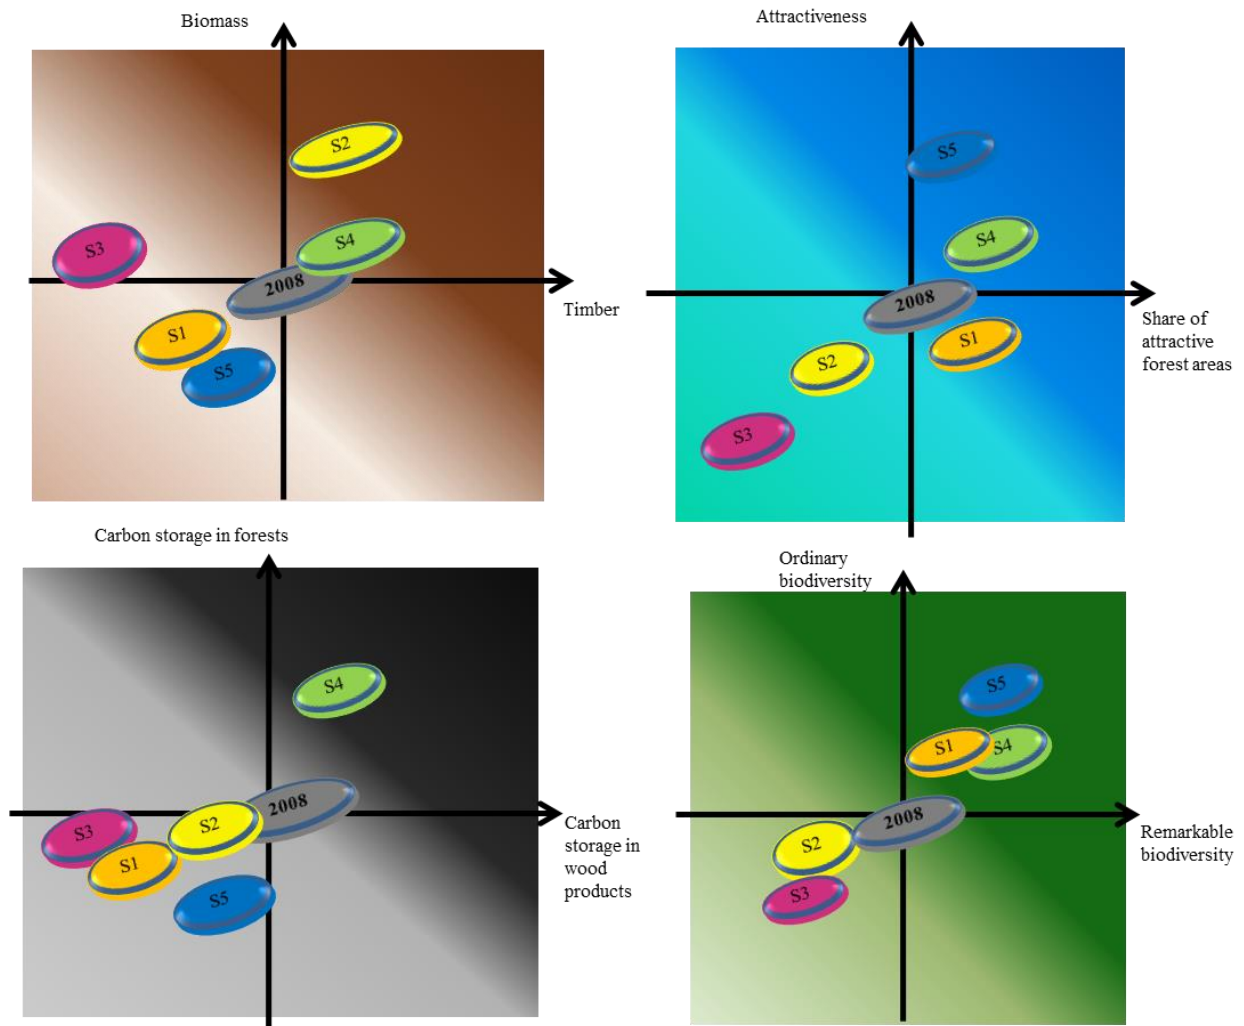 Biomass
S2
S3
S4
2008
Timber
S1
S5
Attractiveness
S5
S4
2008
Share of
attractive
forest areas
S1
S2
S3
Carbon storage in forests
S4
2008
S3
S2
S1
Carbon
storage in
wood
products
S5
Ordinary
biodiversity
S5
S1
S4
2008
Remarkable
biodiversity
S2
S3